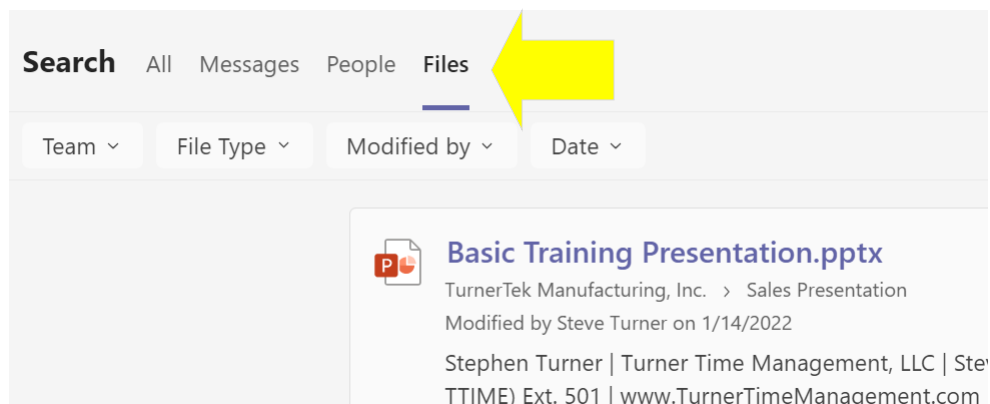 Search All Messages People Files
Team File Type Modified by Date
P
Basic Training Presentation.pptx
TurnerTek Manufacturing, Inc. > Sales Presentation
Modified by Steve Turner on 1/14/2022
Stephen Turner | Turner Time Management, LLC |
TTIME) Ext. 501 | www.TurnerTimeManagement.com